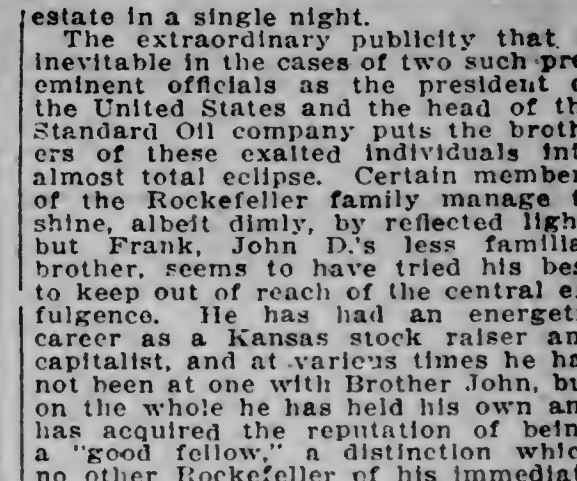 estate in a single night.
The extraordinary publicity that
inevitable in the cases of two such pre
eminent officials as the president o
the United States and the head of th
Standard Oil company puts the broth
ers of these exalted individuals int
almost total eclipse. Certain member
of the Rockefeller family manage t
shine, albeit dimly, by reflected ligh
but Frank, John D.'s less familia
brother, seems to have tried his bes
to keep out of reach of the central e
fulgence. He has had an energet
career as a Kansas stock raiser an
capitalist, and at various times he ha
not been at one with Brother John, bu
on the whole he has held his own an
has acquired the reputation of bein
a "good fellow," a distinction whic
no other Rockefeller of his immediat